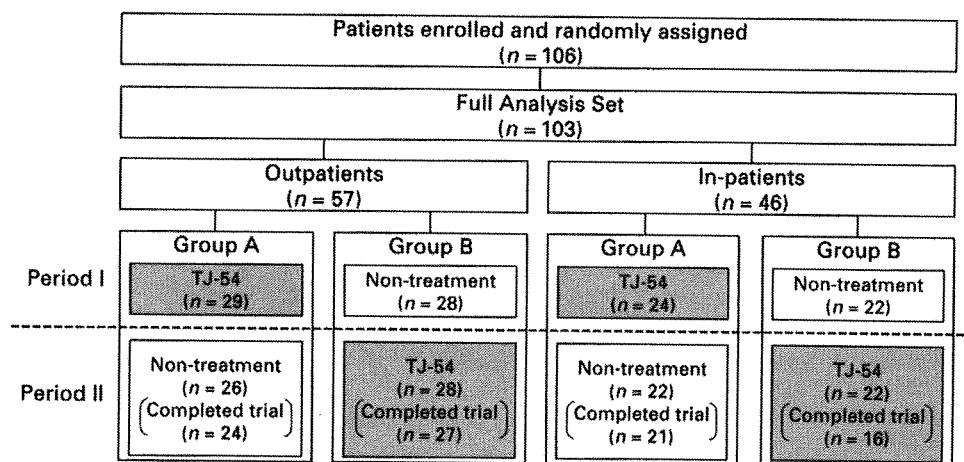 Patients enrolled and randomly assigned
(n = 106)
Full Analysis Set
(n = 103)
Outpatients
(n = 57)
In-patients
(n = 46)
Group A
Group B
Group A
Group B
Period I
TJ-54
(n = 29)
Non-treatment
(n = 28)
TJ-54
(n = 24)
Non-treatment
(n = 22)
Period II
Non-treatment
(n = 26)
(Completed trial)
(n = 24)
TJ-54
(n = 28)
(Completed trial)
(n = 27)
Non-treatment
(n = 22)
(Completed trial)
(n = 21)
TJ-54
(n = 22)
(Completed trial)
(n = 16)